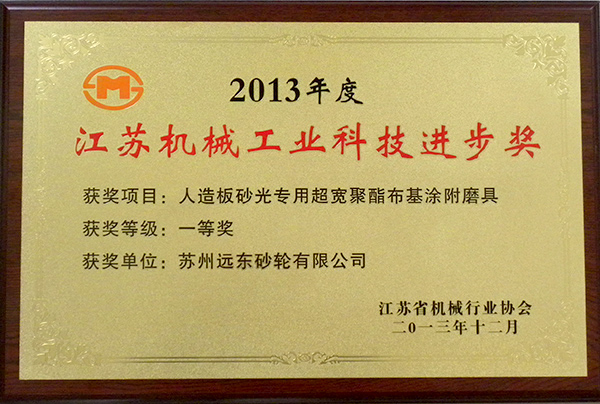 2013年度
江苏机械工业科技进步奖
获奖项目：人造板砂光专用超宽聚酯布基涂附磨具
获奖等级：一等奖
获奖单位：苏州远东砂轮有限公司
江苏省机械行业协会
二0一三年十二月